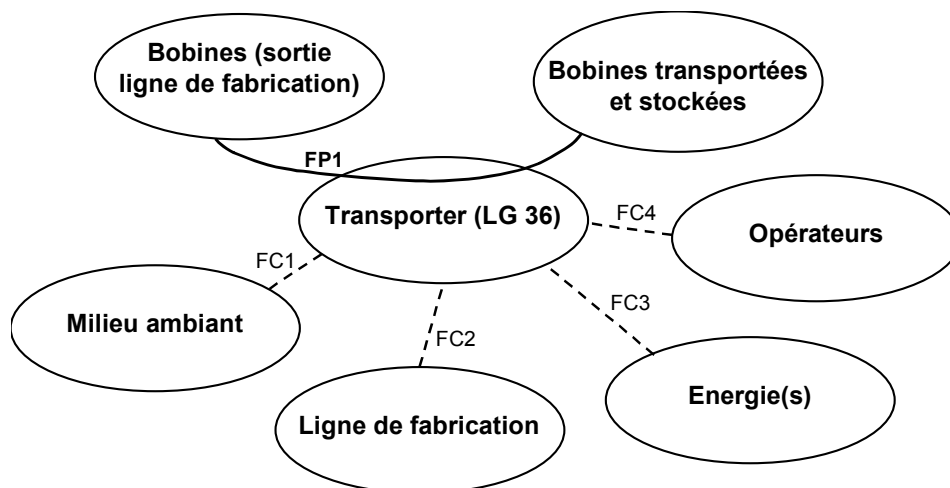 Bobines (sortie
ligne de fabrication)
Bobines transportées
et stockées
FP1
Transporter (LG 36)
FC4
Opérateurs
FC1
Milieu ambiant
FC2
FC3
Ligne de fabrication
Energie(s)